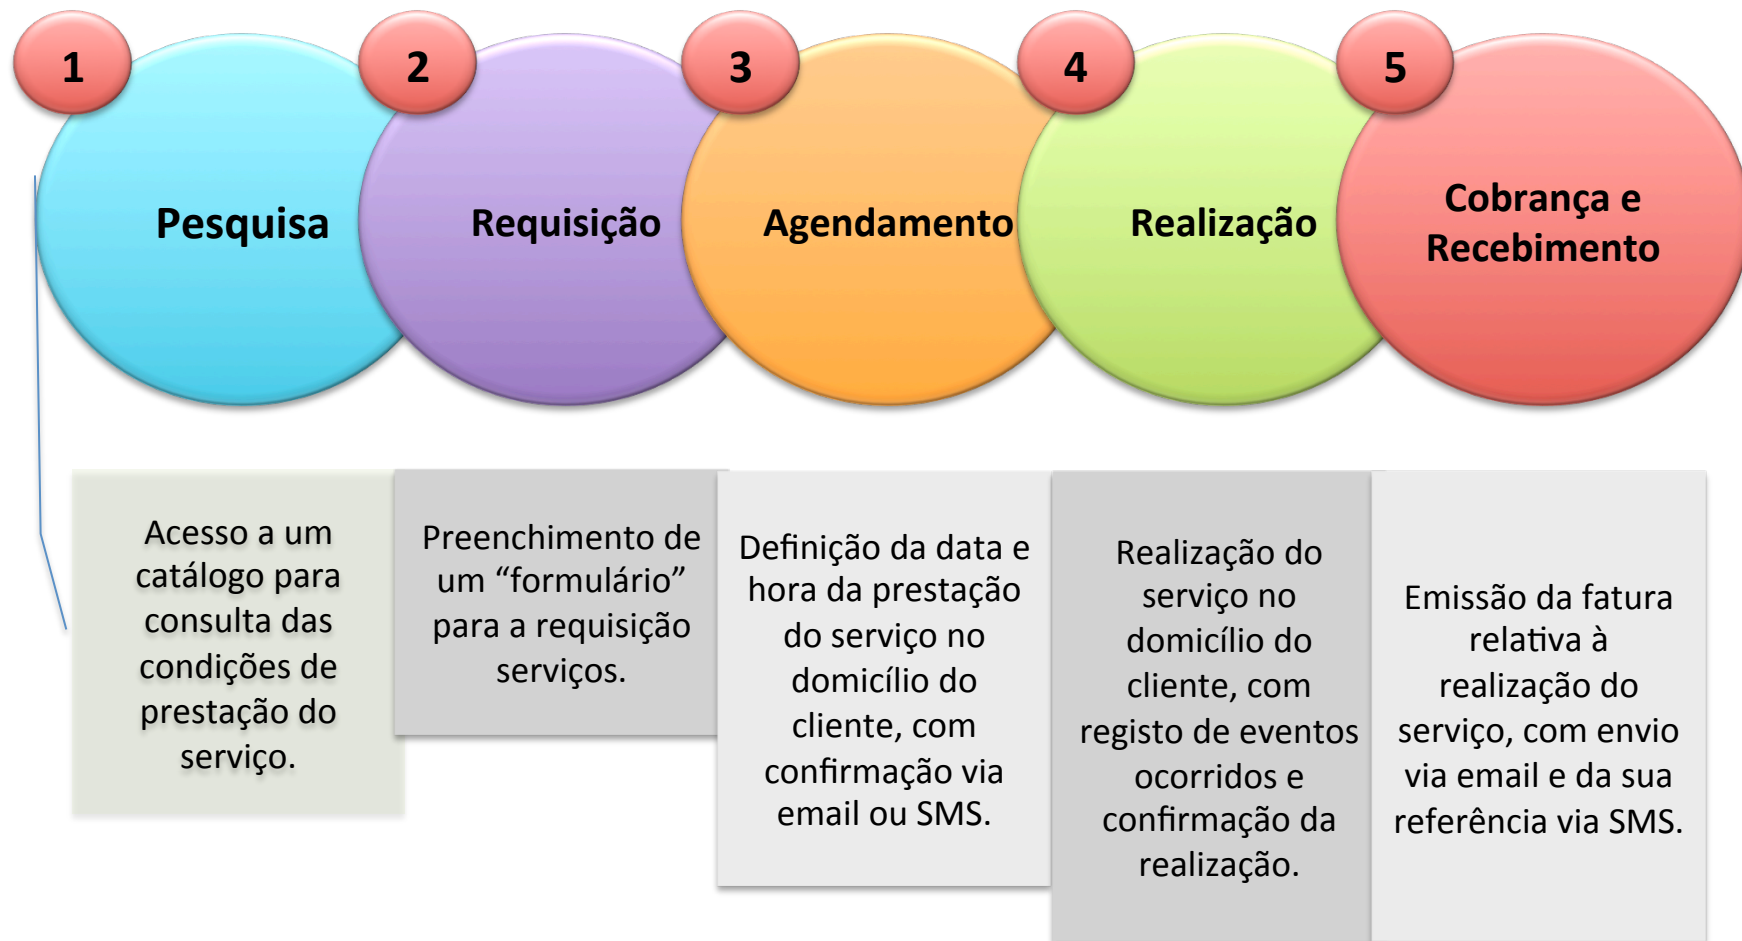 1
2
3
4
5
Pesquisa
Requisição
Agendamento
Realização
Cobrança e
Recebimento
Acesso a um
catálogo para
consulta das
condições de
prestação do
serviço.
Preenchimento de
um “formulário”
para a requisição
serviços.
Definição da data e
hora da prestação
do serviço no
domicílio do
cliente, com
confirmação via
email ou SMS.
Realização do
serviço no
domicílio do
cliente, com
registo de eventos
ocorridos e
confirmação da
realização.
Emissão da fatura
relativa à
realização do
serviço, com envio
via email e da sua
referência via SMS.